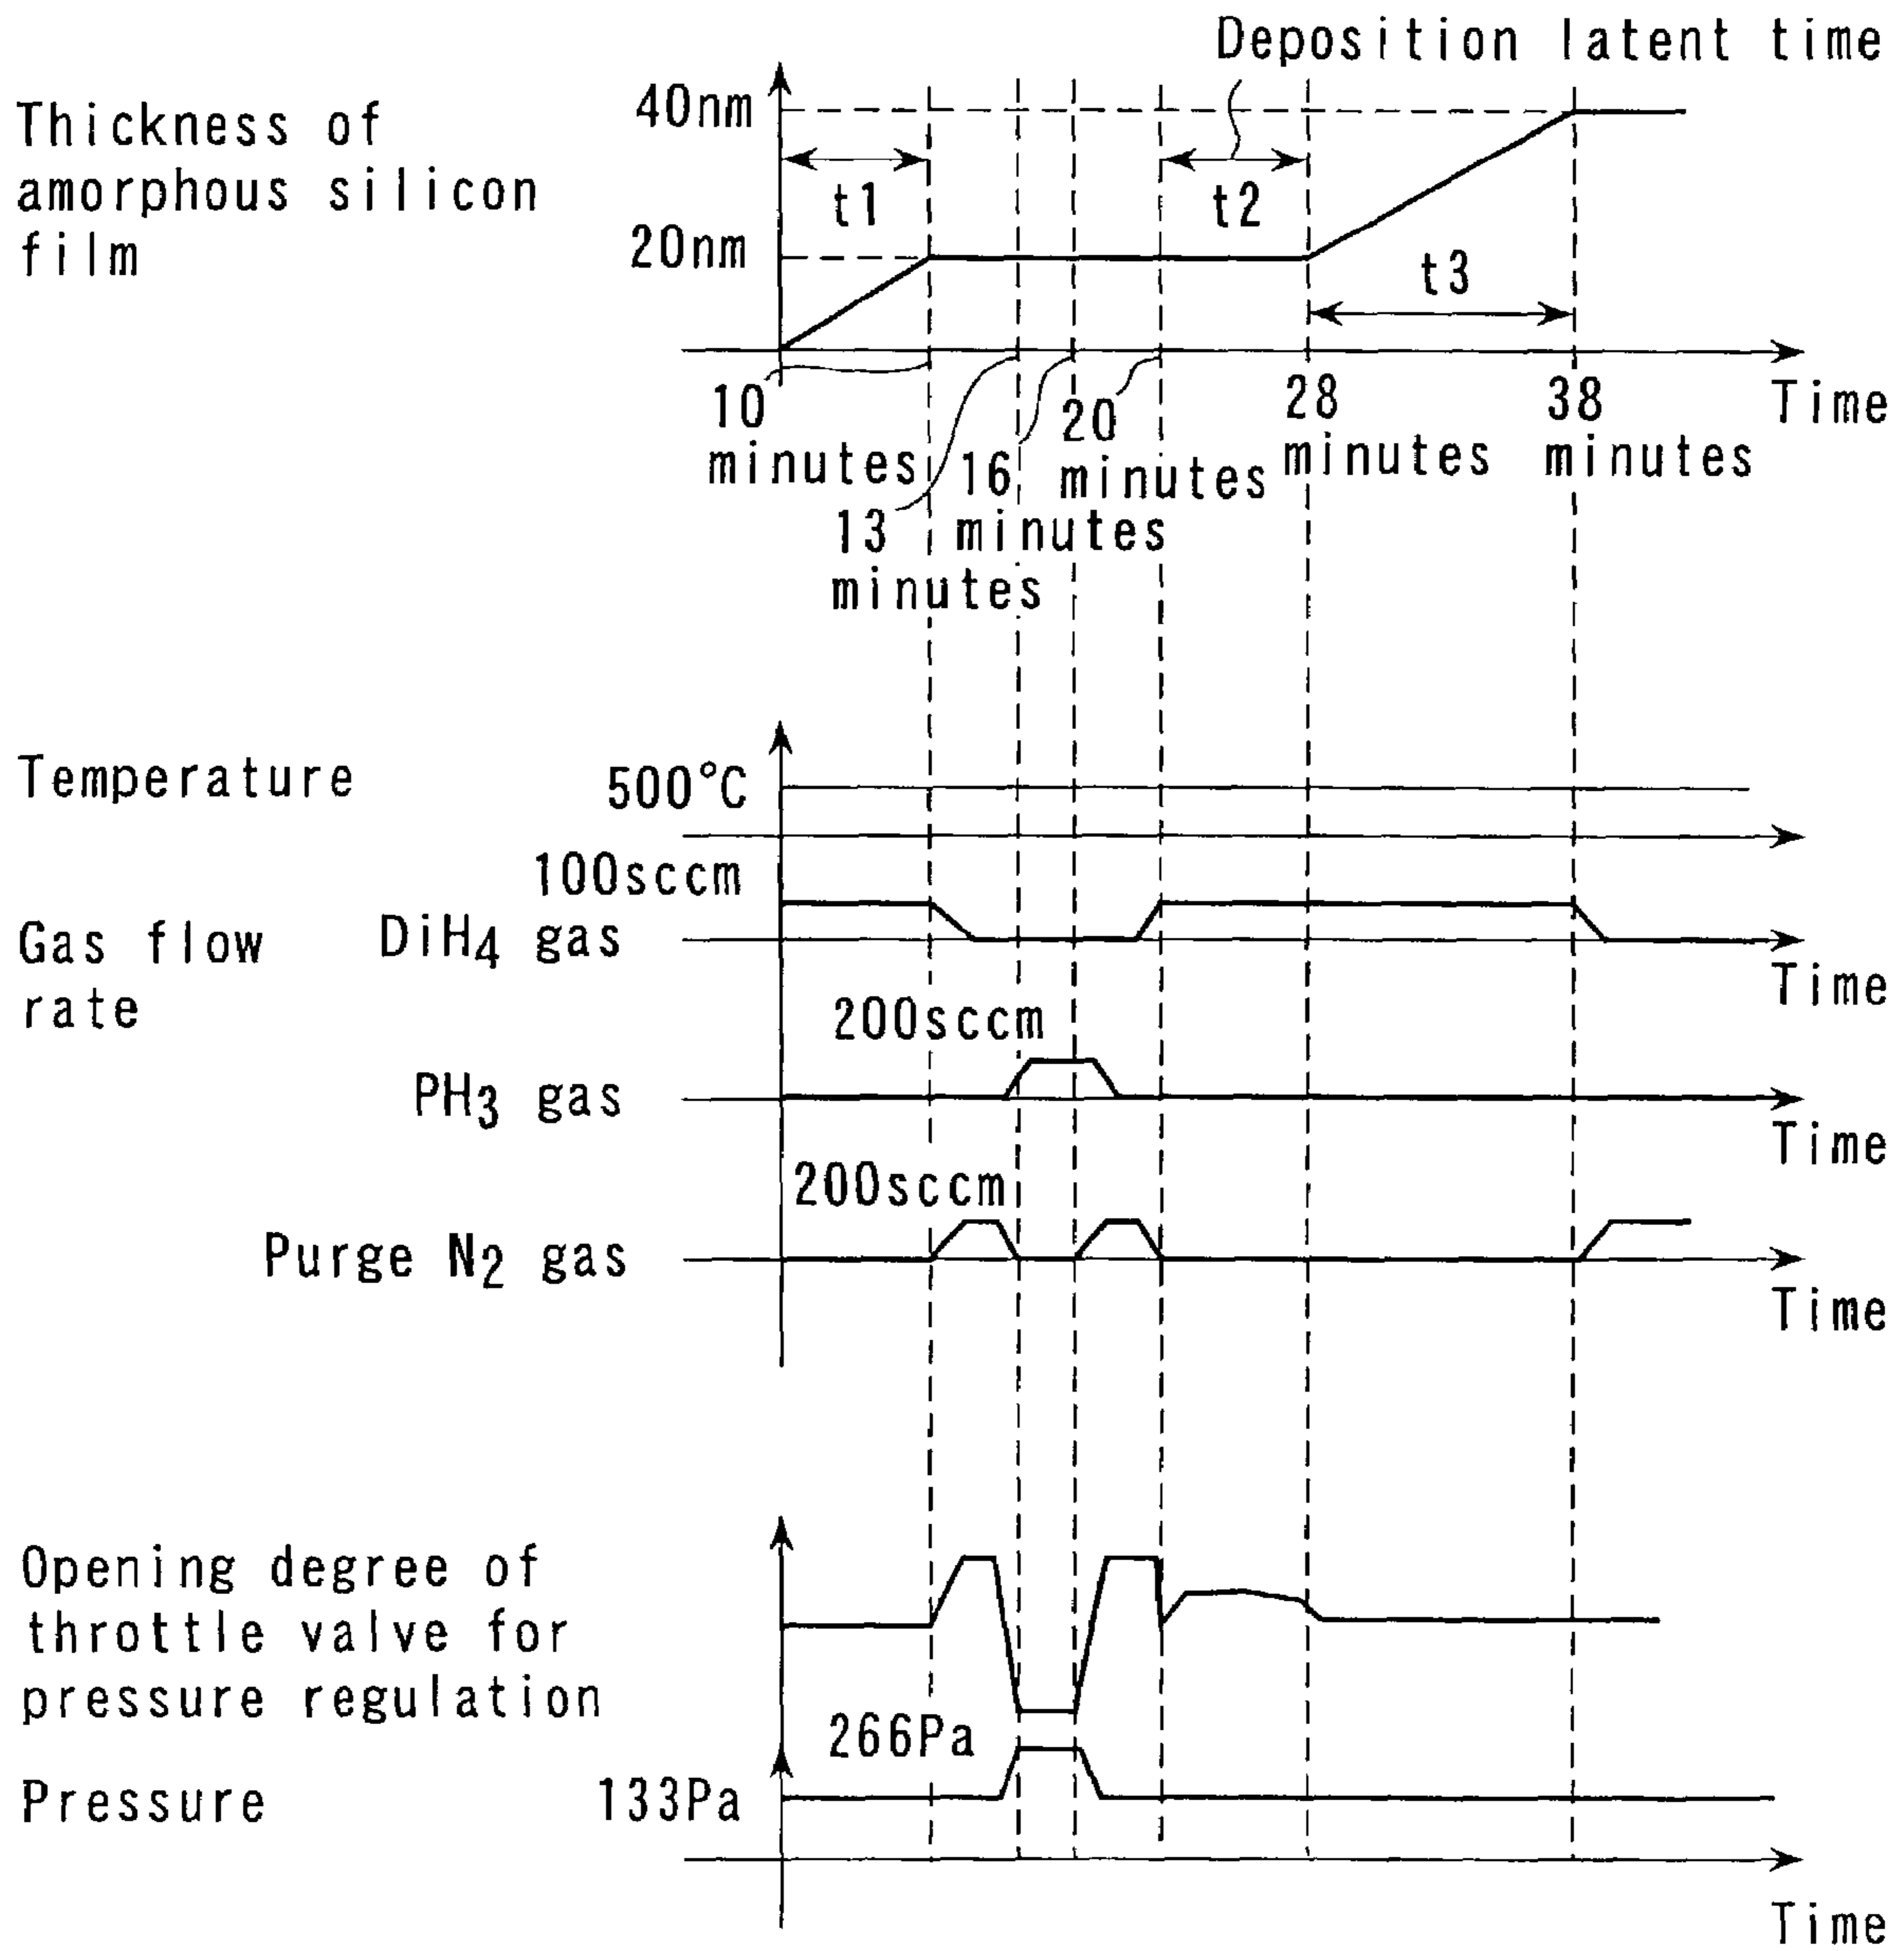 Deposition latent time
Thickness of
amorphous silicon
film
40nm
20nm
t1
t2
t3
10
minutes
13
minutes
16
minutes
20
minutes
28
minutes
38
minutes
Time
Temperature
500°C
Gas flow
rate
100sccm
DiH4 gas
Time
200sccm
PH3 gas
Time
200sccm
Purge N2 gas
Time
Opening degree of
throttle valve for
pressure regulation
266Pa
Pressure
133Pa
Time